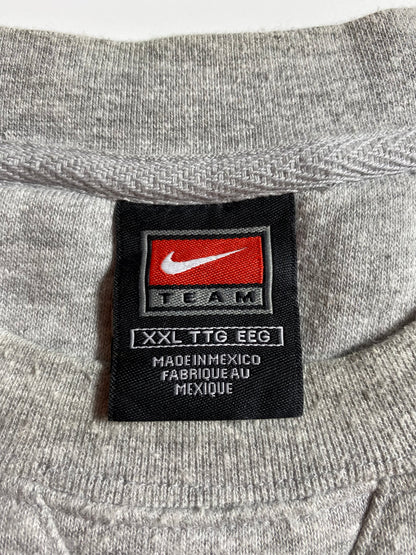 TEAM
XXL TTG EEG
MADE IN MEXICO
FABRIQUE AU
MEXIQUE